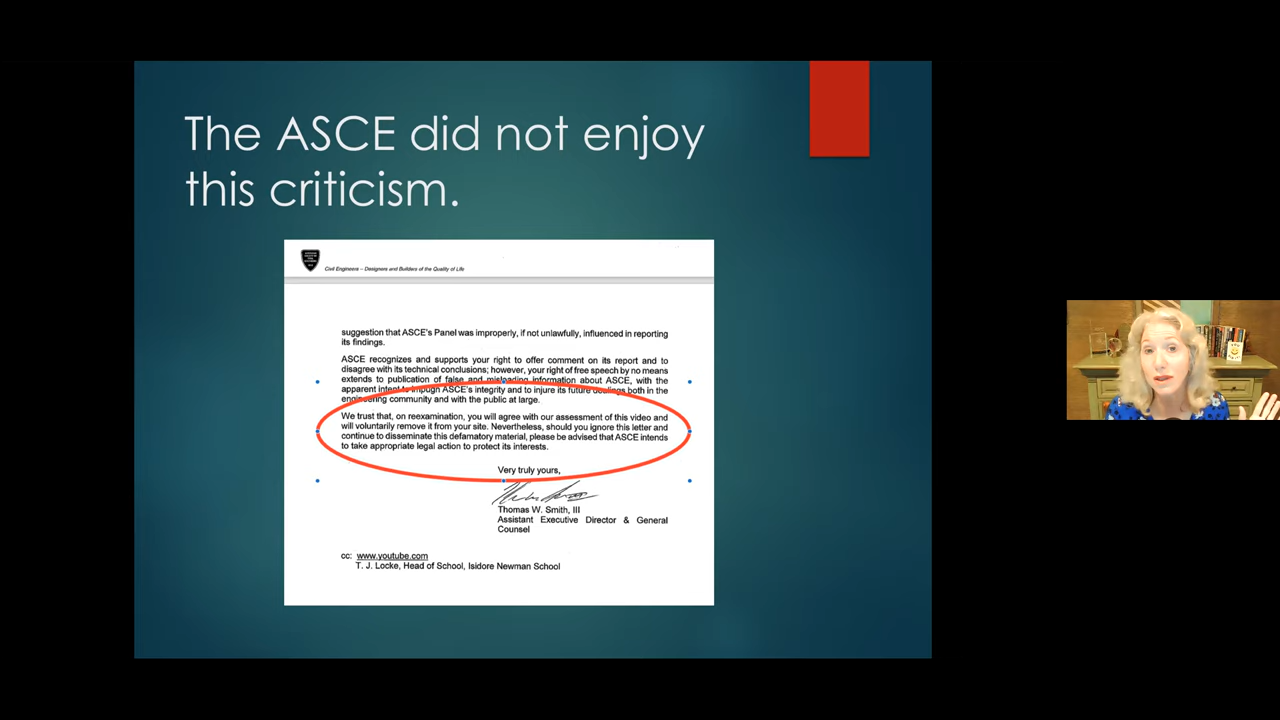 The ASCE did not enjoy
this criticism.
Civil Engineers – Designers and Builders of the Quality of Life
suggestion that ASCE's Panel was improperly, if not unlawfully, influenced in reporting
its findings.
ASCE recognizes and supports your right to offer comment on its report and to
disagree with its technical conclusions; however, your right of free speech by no means
extends to publication of false and misleading information about ASCE, with the
apparent intent to impugn ASCE's integrity and to injure its future dealings both in the
engineering community and with the public at large.
We trust that, on reexamination, you will agree with our assessment of this video and
will voluntarily remove it from your site. Nevertheless, should you ignore this letter and
continue to disseminate this defamatory material, please be advised that ASCE intends
to take appropriate legal action to protect its interests.
Very truly yours,
Thomas W. Smith, III
Assistant Executive Director & General
Counsel
cc: www.youtube.com
T. J. Locke, Head of School, Isidore Newman School